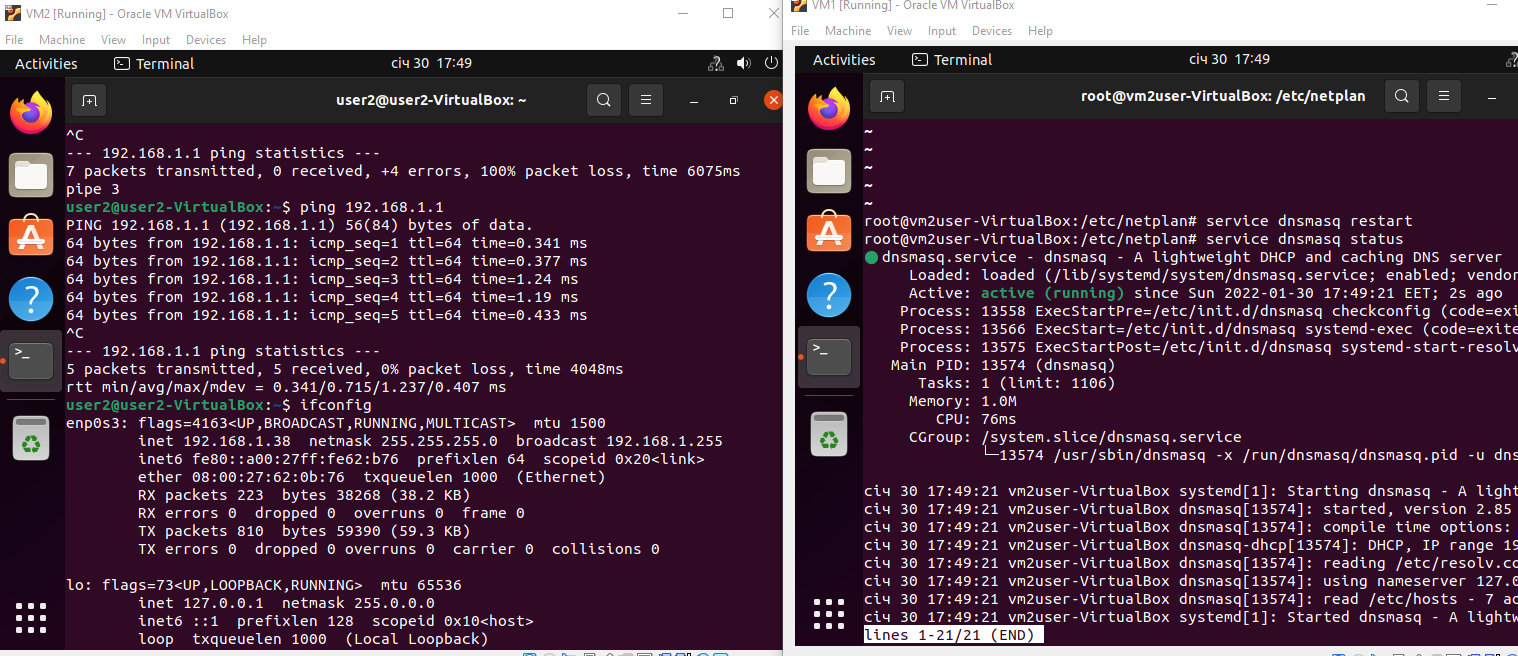 VM2 [Running] - Oracle VM VirtualBox
File Machine View Input Devices Help
Activities Terminal січ 30 17:49
user2@user2-VirtualBox: ~
^C
--- 192.168.1.1 ping statistics ---
7 packets transmitted, 0 received, +4 errors, 100% packet loss, time 6075ms
pipe 3
user2@user2-VirtualBox:~$ ping 192.168.1.1
PING 192.168.1.1 (192.168.1.1) 56(84) bytes of data.
64 bytes from 192.168.1.1: icmp_seq=1 ttl=64 time=0.341 ms
64 bytes from 192.168.1.1: icmp_seq=2 ttl=64 time=0.377 ms
64 bytes from 192.168.1.1: icmp_seq=3 ttl=64 time=1.24 ms
64 bytes from 192.168.1.1: icmp_seq=4 ttl=64 time=1.19 ms
64 bytes from 192.168.1.1: icmp_seq=5 ttl=64 time=0.433 ms
^C
--- 192.168.1.1 ping statistics ---
5 packets transmitted, 5 received, 0% packet loss, time 4048ms
rtt min/avg/max/mdev = 0.341/0.715/1.237/0.407 ms
user2@user2-VirtualBox:~$ ifconfig
enp0s3: flags=4163<UP,BROADCAST,RUNNING,MULTICAST> mtu 1500
inet 192.168.1.38 netmask 255.255.255.0 broadcast 192.168.1.255
inet6 fe80::a00:27ff:fe62:b76 prefixlen 64 scopeid 0x20<link>
ether 08:00:27:62:0b:76 txqueuelen 1000 (Ethernet)
RX packets 223 bytes 38268 (38.2 KB)
RX errors 0 dropped 0 overruns 0 frame 0
TX packets 810 bytes 59390 (59.3 KB)
TX errors 0 dropped 0 overruns 0 carrier 0 collisions 0
lo: flags=73<UP,LOOPBACK,RUNNING> mtu 65536
inet 127.0.0.1 netmask 255.0.0.0
inet6 ::1 prefixlen 128 scopeid 0x10<host>
loop txqueuelen 1000 (Local Loopback)
VM1 [Running] - Oracle VM VirtualBox
File Machine View Input Devices Help
Activities Terminal січ 30 17:49
root@vm2user-VirtualBox: /etc/netplan
~
~
~
~
~
root@vm2user-VirtualBox:/etc/netplan# service dnsmasq restart
root@vm2user-VirtualBox:/etc/netplan# service dnsmasq status
● dnsmasq.service - dnsmasq - A lightweight DHCP and caching DNS server
Loaded: loaded (/lib/systemd/system/dnsmasq.service; enabled; vendor
Active: active (running) since Sun 2022-01-30 17:49:21 EET; 2s ago
Process: 13558 ExecStartPre=/etc/init.d/dnsmasq checkconfig (code=exi
Process: 13566 ExecStart=/etc/init.d/dnsmasq systemd-exec (code=exite
Process: 13575 ExecStartPost=/etc/init.d/dnsmasq systemd-start-resolv
Main PID: 13574 (dnsmasq)
Tasks: 1 (limit: 1106)
Memory: 1.0M
CPU: 76ms
CGroup: /system.slice/dnsmasq.service
└─13574 /usr/sbin/dnsmasq -x /run/dnsmasq/dnsmasq.pid -u dns
січ 30 17:49:21 vm2user-VirtualBox systemd[1]: Starting dnsmasq - A light
січ 30 17:49:21 vm2user-VirtualBox dnsmasq[13574]: started, version 2.85
січ 30 17:49:21 vm2user-VirtualBox dnsmasq[13574]: compile time options:
січ 30 17:49:21 vm2user-VirtualBox dnsmasq-dhcp[13574]: DHCP, IP range 19
січ 30 17:49:21 vm2user-VirtualBox dnsmasq[13574]: reading /etc/resolv.co
січ 30 17:49:21 vm2user-VirtualBox dnsmasq[13574]: using nameserver 127.0
січ 30 17:49:21 vm2user-VirtualBox dnsmasq[13574]: read /etc/hosts - 7 ad
січ 30 17:49:21 vm2user-VirtualBox systemd[1]: Started dnsmasq - A lightw
lines 1-21/21 (END)